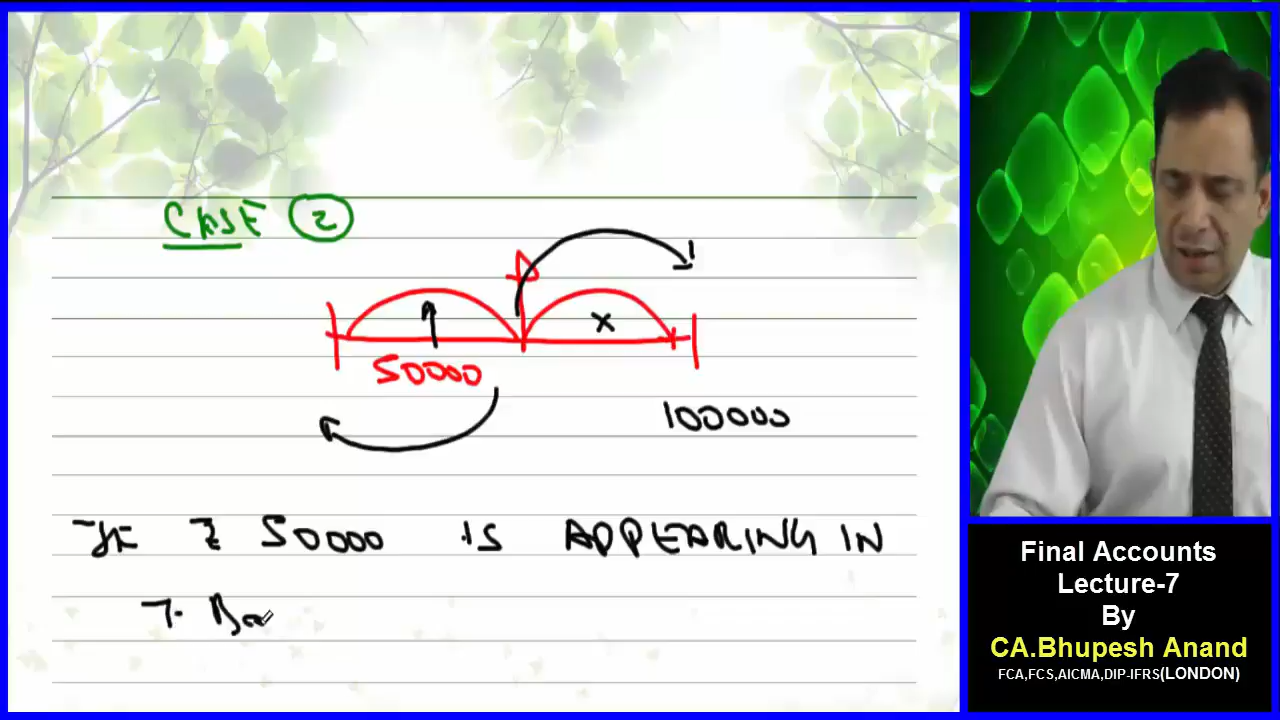 CASE 2
50000
x
100000
If ₹ 50000 is APPEARING IN
T. Ba
Final Accounts
Lecture-7
By
CA.Bhupesh Anand
FCA,FCS,AICMA,DIP-IFRS(LONDON)